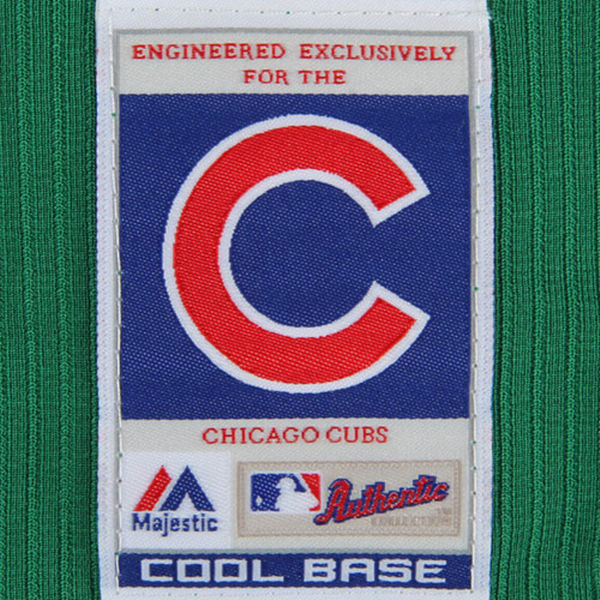 ENGINEERED EXCLUSIVELY
FOR THE
C
CHICAGO CUBS
Majestic
Authentic
COOL BASE